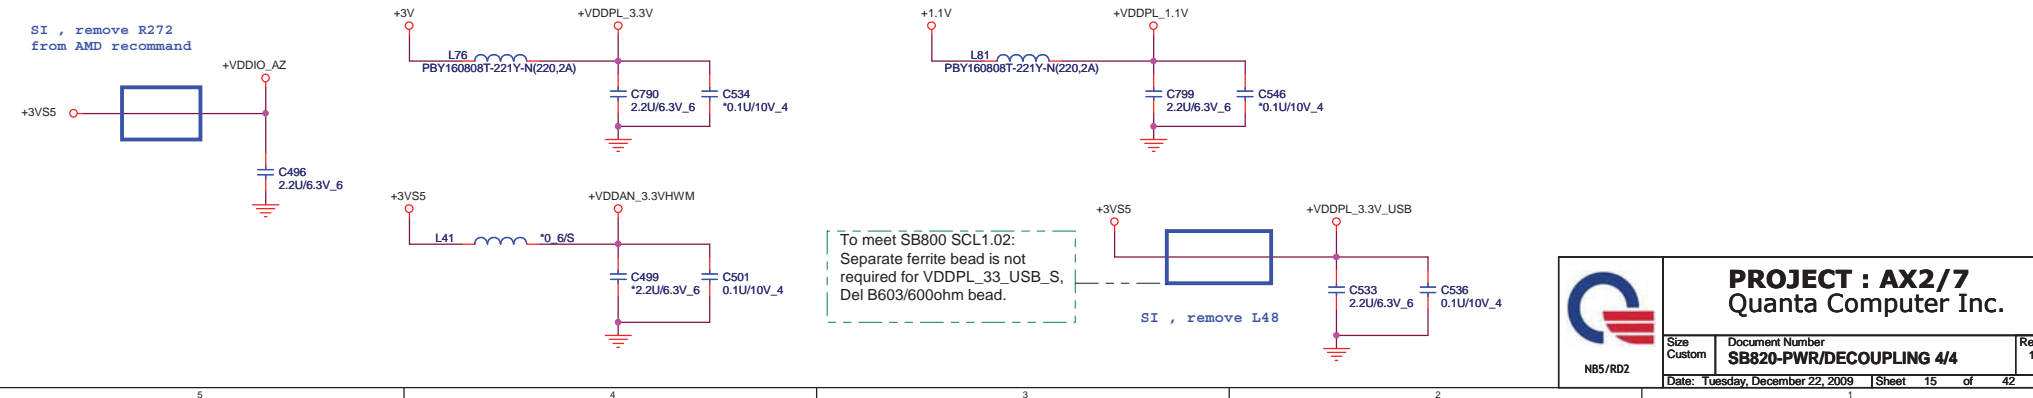 SI , remove R272
from AMD recommand
+VDDIO_AZ
+3VS5
C496
2.2U/6.3V_6
+3V
+VDDPL_3.3V
L76
PBY160808T-221Y-N(220,2A)
C790
2.2U/6.3V_6
C534
*0.1U/10V_4
+1.1V
+VDDPL_1.1V
L81
PBY160808T-221Y-N(220,2A)
C799
2.2U/6.3V_6
C546
*0.1U/10V_4
+3VS5
+VDDAN_3.3VHWM
L41
*0_6/S
C499
*2.2U/6.3V_6
C501
0.1U/10V_4
To meet SB800 SCL1.02:
Separate ferrite bead is not
required for VDDPL_33_USB_S,
Del B603/600ohm bead.
+3VS5
+VDDPL_3.3V_USB
SI , remove L48
C533
2.2U/6.3V_6
C536
0.1U/10V_4
NB5/RD2
PROJECT : AX2/7
Quanta Computer Inc.
Size
Custom
Document Number
SB820-PWR/DECOUPLING 4/4
Re
1
Date: Tuesday, December 22, 2009
Sheet 15 of 42
5
4
3
2
1